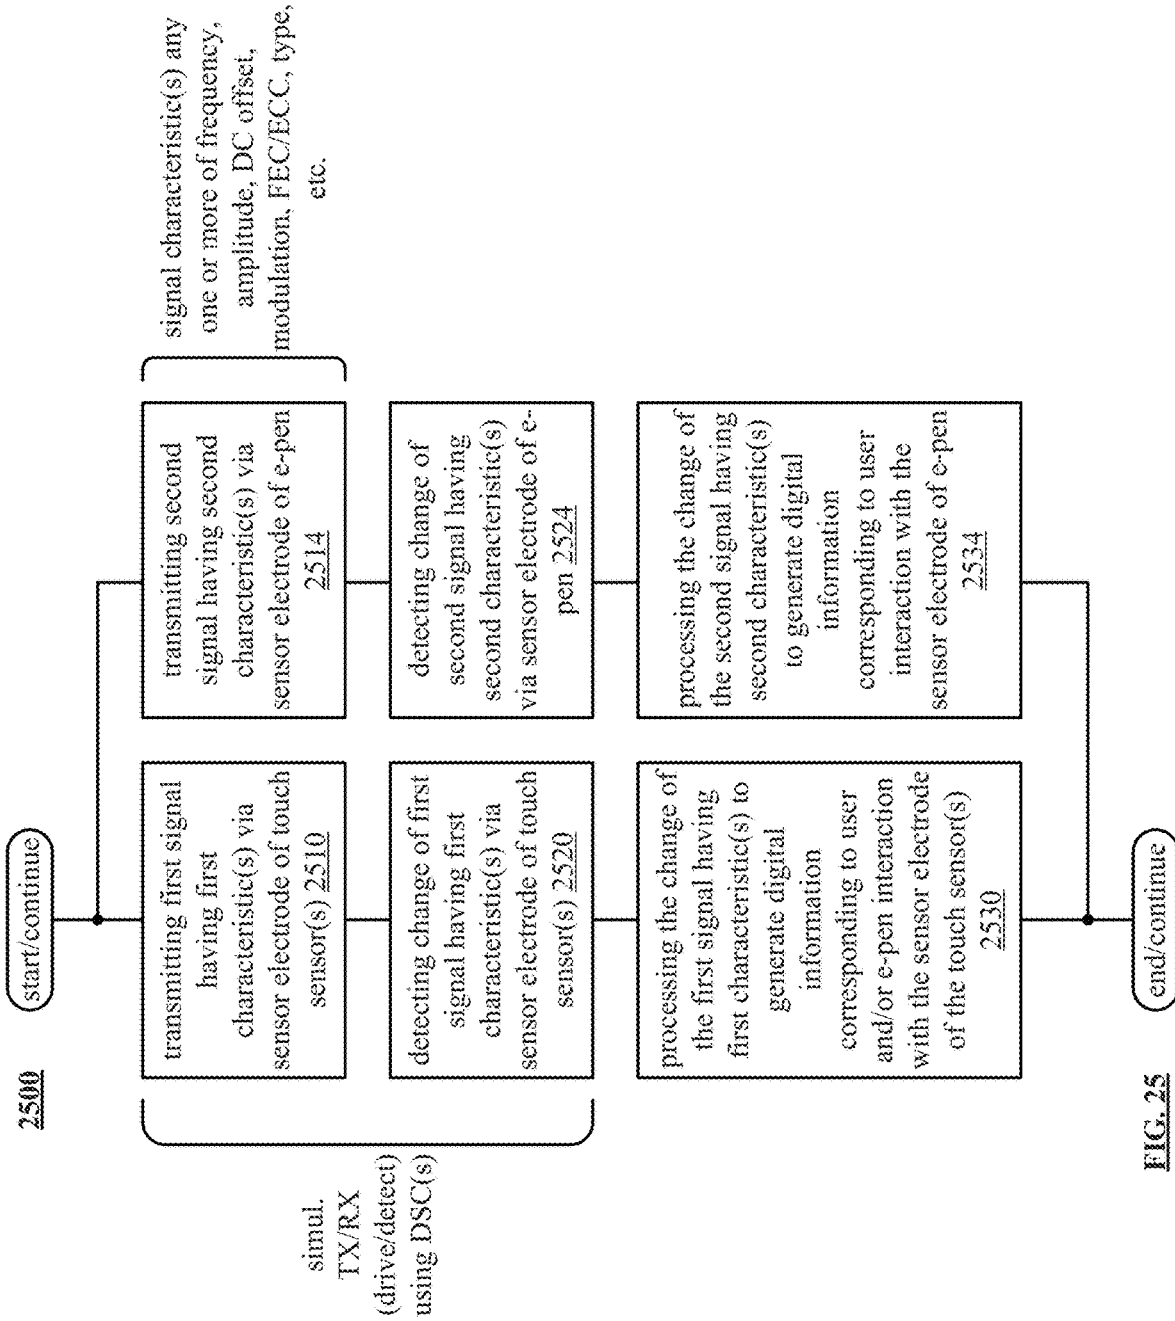 2500
start/continue
simul.
TX/RX
(drive/detect)
using DSC(s)
transmitting first signal
having first
characteristic(s) via
sensor electrode of touch
sensor(s) 2510
detecting change of first
signal having first
characteristic(s) via
sensor electrode of touch
sensor(s) 2520
processing the change of
the first signal having
first characteristic(s) to
generate digital
information
corresponding to user
and/or e-pen interaction
with the sensor electrode
of the touch sensor(s)
2530
transmitting second
signal having second
characteristic(s) via
sensor electrode of e-pen
2514
detecting change of
second signal having
second characteristic(s)
via sensor electrode of e-
pen 2524
processing the change of
the second signal having
second characteristic(s)
to generate digital
information
corresponding to user
interaction with the
sensor electrode of e-pen
2534
signal characteristic(s) any
one or more of frequency,
amplitude, DC offset,
modulation, FEC/ECC, type,
etc.
end/continue
FIG. 25